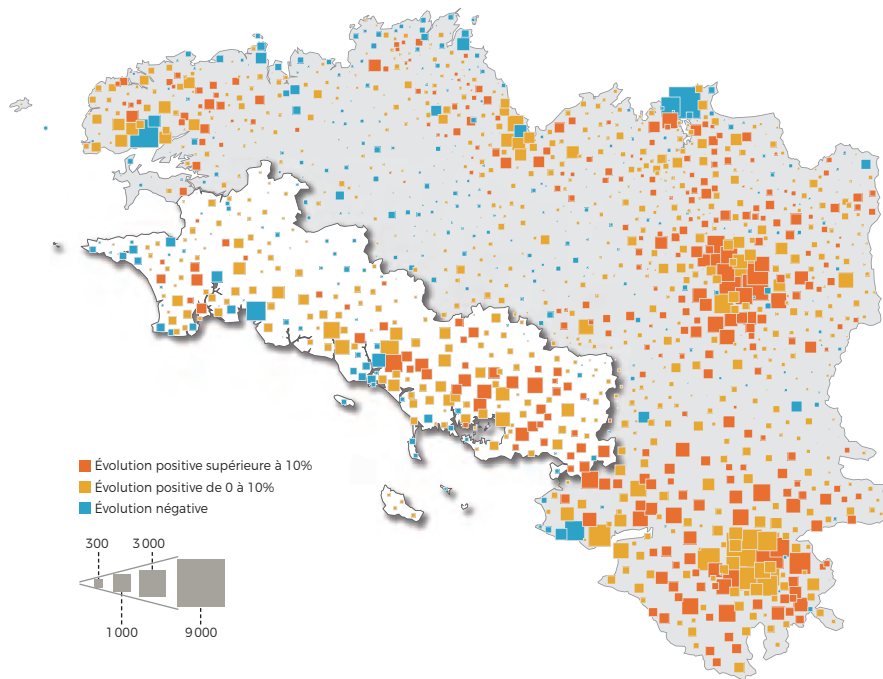 Évolution positive supérieure à 10%
Évolution positive de 0 à 10%
Évolution négative
300
3 000
1 000
9 000